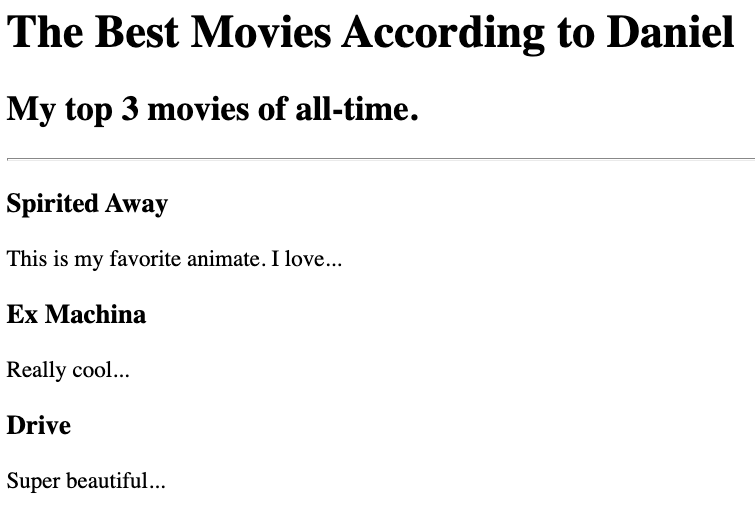 The Best Movies According to Daniel
My top 3 movies of all-time.
Spirited Away
This is my favorite animate. I love...
Ex Machina
Really cool...
Drive
Super beautiful...